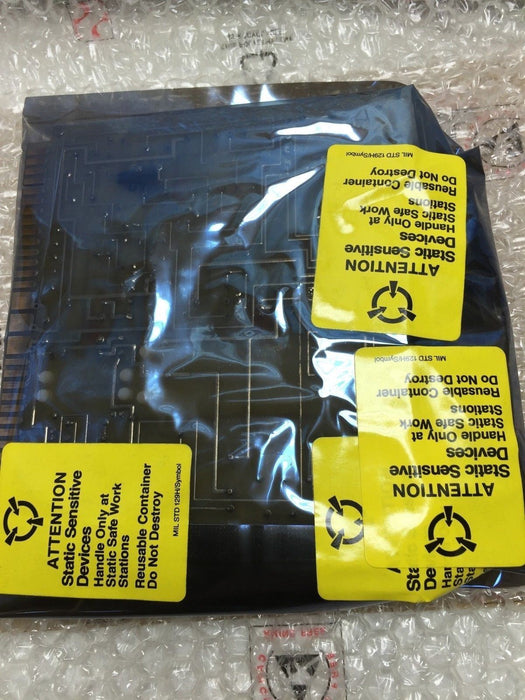 ATTENTION
Static Sensitive
Devices
Handle Only at
Static Safe Work
Stations
Reusable Container
Do Not Destroy
MIL STD 129H/Symbol
ATTENTION
Static Sensitive
Devices
Handle Only at
Static Safe Work
Stations
Reusable Container
Do Not Destroy
MIL STD 129H/Symbol
ATTENTION
Static Sensitive
Devices
Handle Only at
Static Safe Work
Stations
Reusable Container
Do Not Destroy
MIL STD 129H/Symbol